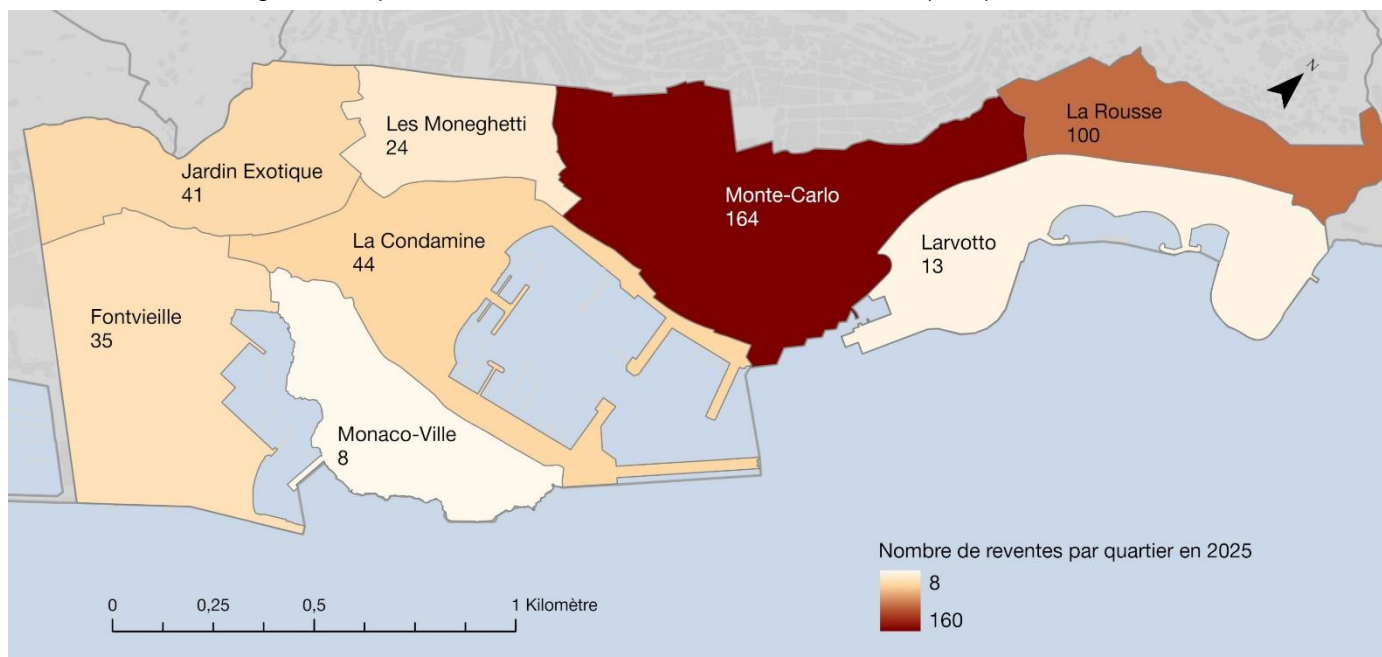 N
La Rousse
100
Les Moneghetti
24
Jardin Exotique
41
Monte-Carlo
164
La Condamine
44
Larvotto
13
Fontvieille
35
Monaco-Ville
8
Nombre de reventes par quartier en 2025
8
160
0 0,25 0,5 1 Kilomètre